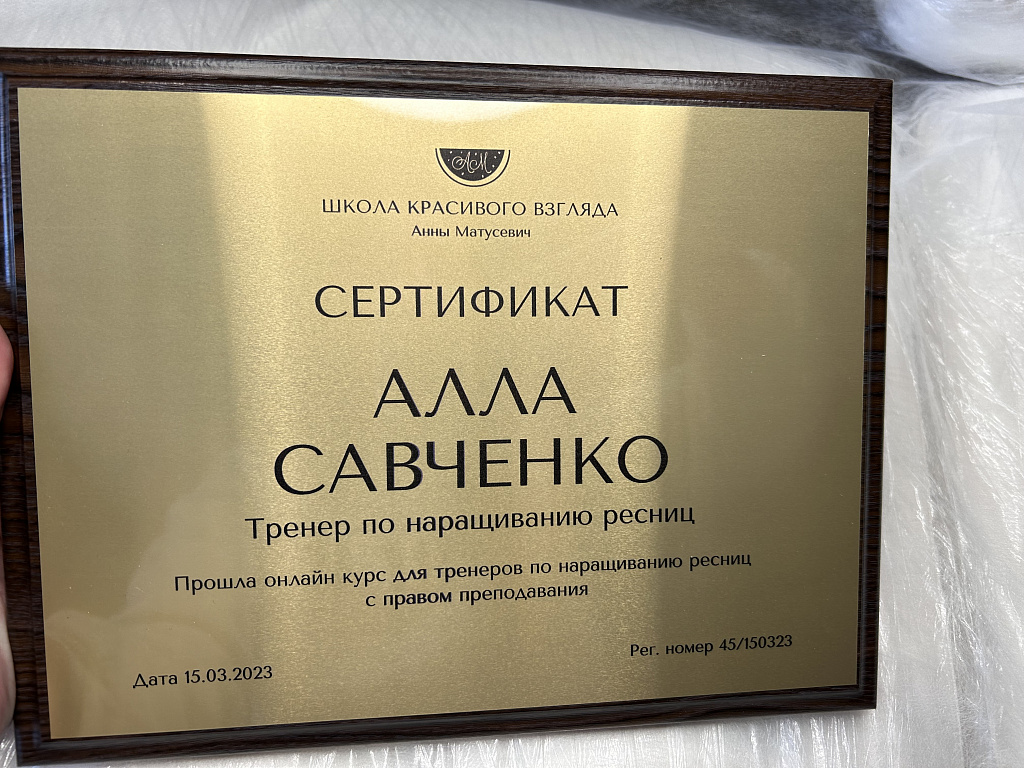 АМ
ШКОЛА КРАСИВОГО ВЗГЛЯДА
Анны Матусевич
СЕРТИФИКАТ
АЛЛА
САВЧЕНКО
Тренер по наращиванию ресниц
Прошла онлайн курс для тренеров по наращиванию ресниц
с правом преподавания
Рег. номер 45/150323
Дата 15.03.2023